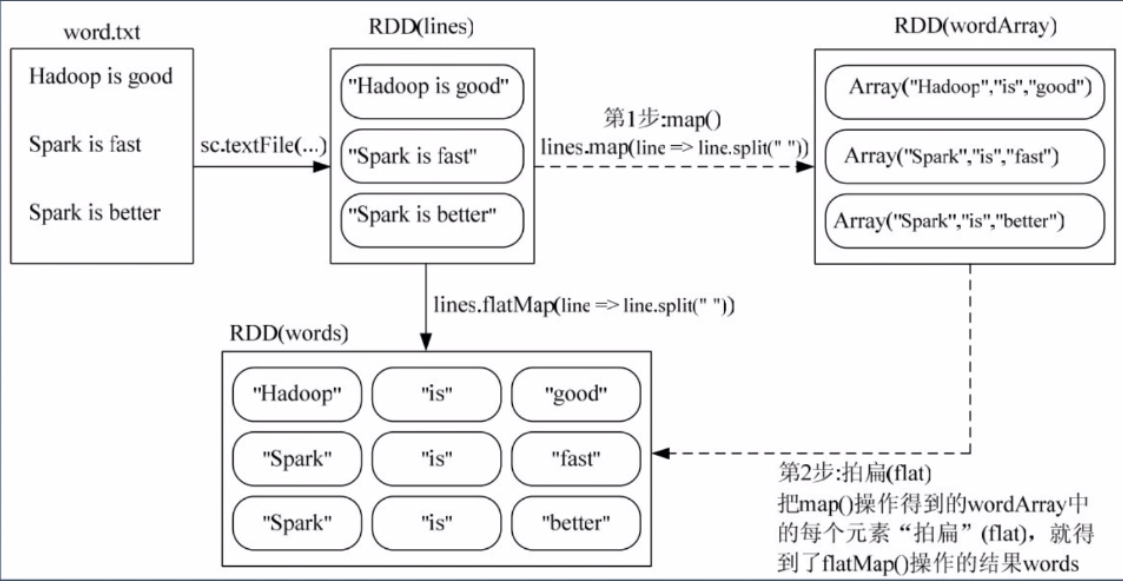 word.txt
Hadoop is good
Spark is fast
Spark is better
sc.textFile(...)
RDD(lines)
"Hadoop is good"
"Spark is fast"
"Spark is better"
第1步:map()
lines.map(line => line.split(" "))
RDD(wordArray)
Array("Hadoop","is","good")
Array("Spark","is","fast")
Array("Spark","is","better")
lines.flatMap(line => line.split(" "))
RDD(words)
"Hadoop" "is" "good"
"Spark" "is" "fast"
"Spark" "is" "better"
第2步:拍扁(flat)
把map()操作得到的wordArray中
的每个元素“拍扁”(flat)，就得
到了flatMap()操作的结果words